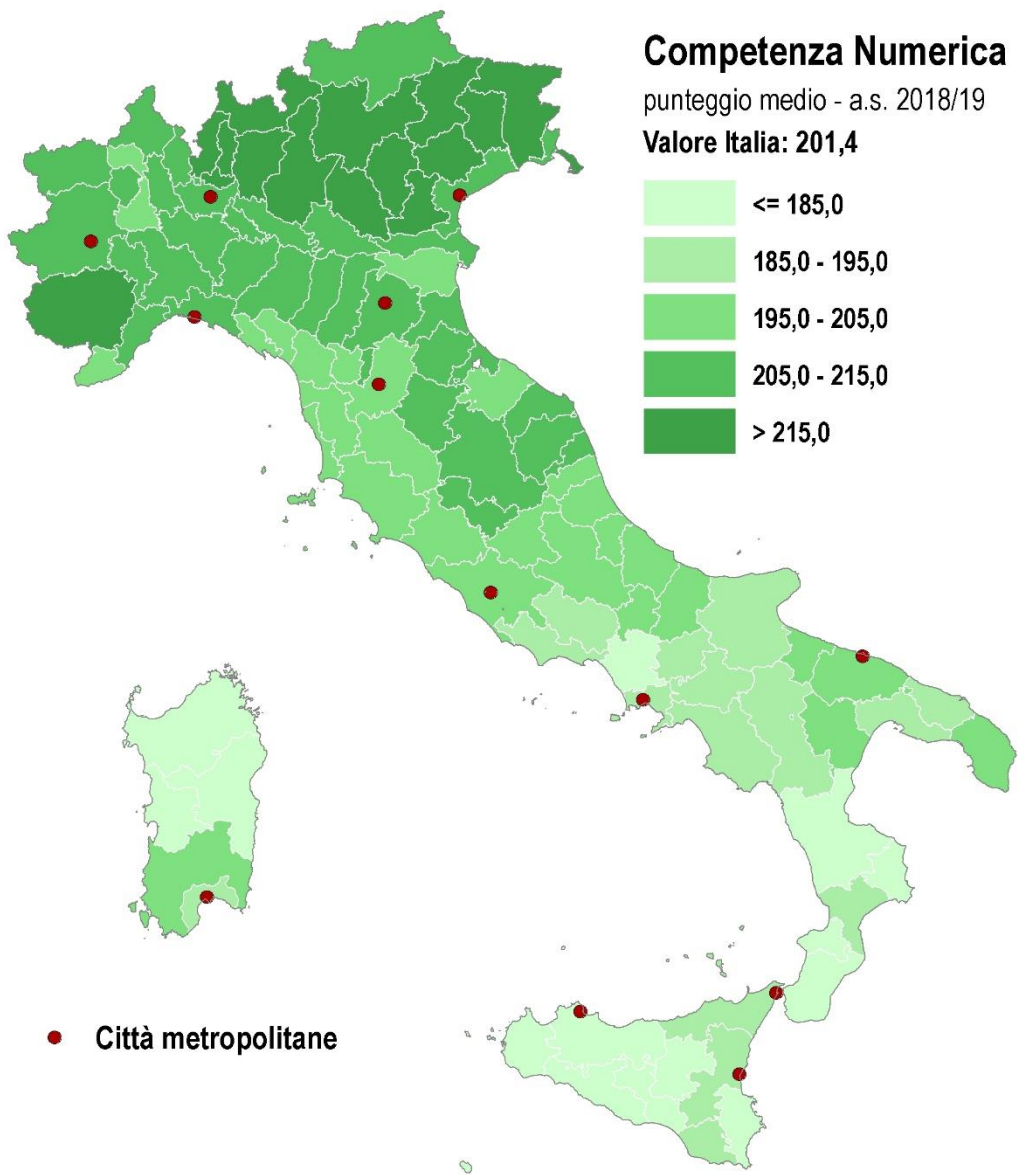 Competenza Numerica
punteggio medio - a.s. 2018/19
Valore Italia: 201,4
<= 185,0
185,0 - 195,0
195,0 - 205,0
205,0 - 215,0
> 215,0
Città metropolitane